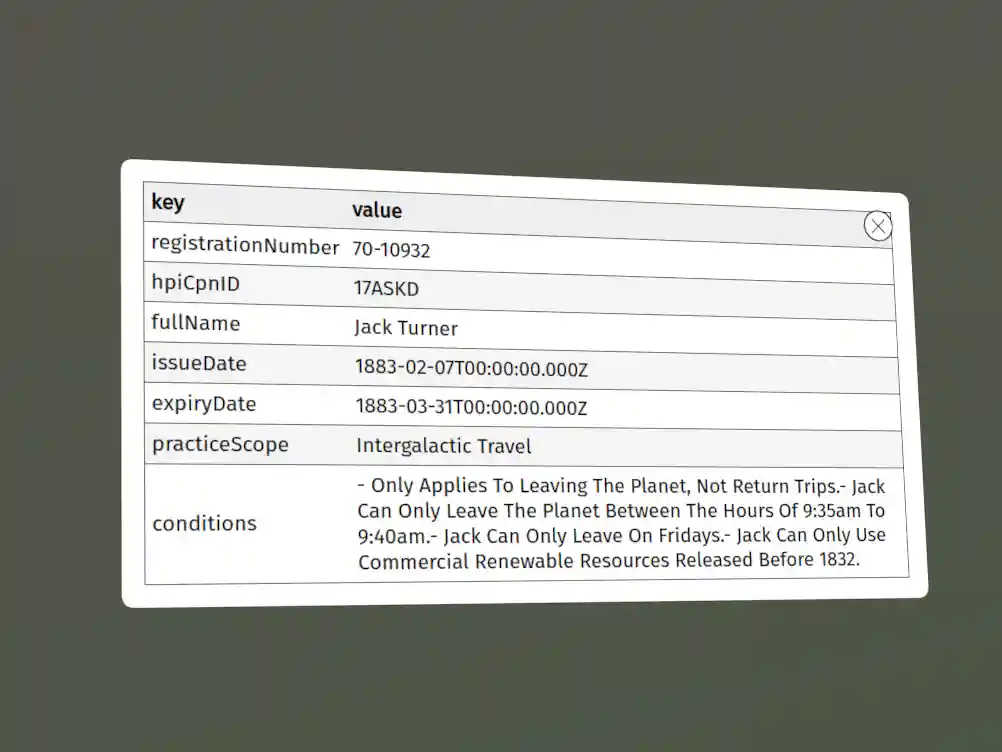 key value
registrationNumber 70-10932
hpiCpnID 17ASKD
fullName Jack Turner
issueDate 1883-02-07T00:00:00.000Z
expiryDate 1883-03-31T00:00:00.000Z
practiceScope Intergalactic Travel
conditions - Only Applies To Leaving The Planet, Not Return Trips.- Jack
Can Only Leave The Planet Between The Hours Of 9:35am To
9:40am.- Jack Can Only Leave On Fridays.- Jack Can Only Use
Commercial Renewable Resources Released Before 1832.